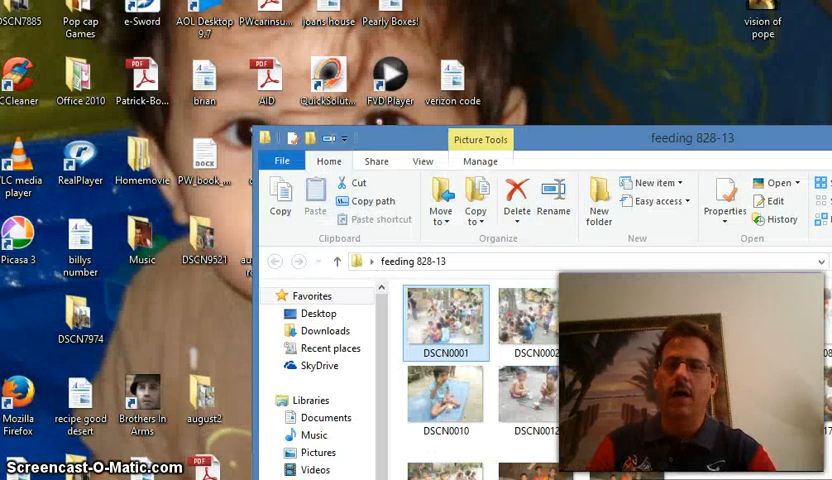 DSCN7885
Pop cap
Games
e-Sword
AOL Desktop
9.7
PWcarinsu...
joans house
Pearly Boxes!
vision of
pope
CCleaner
Office 2010
Patrick-Bo...
brian
AID
QuickSolut...
FVD Player
verizon code
VLC media
player
RealPlayer
Homemovie
DOCX
PW_book_...
Picasa 3
billys
number
Music
DSCN9521
DSCN7974
Mozilla
Firefox
recipe good
desert
Brothers In
Arms
august2
Picture Tools
feeding 828-13
File
Home
Share
View
Manage
Copy
Paste
Cut
Copy path
Paste shortcut
Clipboard
Move
to
Copy
to
Delete
Rename
Organize
New
folder
New item
Easy access
New
Properties
Open
Edit
History
Open
feeding 828-13
Favorites
Desktop
Downloads
Recent places
SkyDrive
Libraries
Documents
Music
Pictures
Videos
DSCN0001
DSCN0002
DSCN0010
DSCN0012
Screencast-O-Matic.com